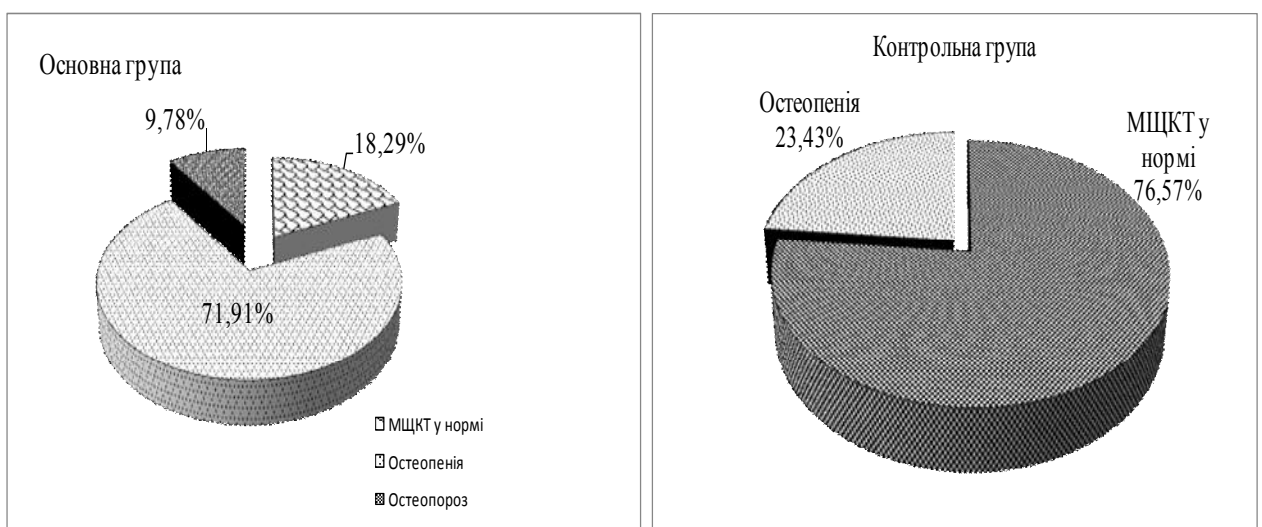 Основна група
9,78%
18,29%
71,91%
МЩКТ у нормі
Остеопенія
Остеопороз
Контрольна група
Остеопенія
23,43%
МЩКТ у
нормі
76,57%